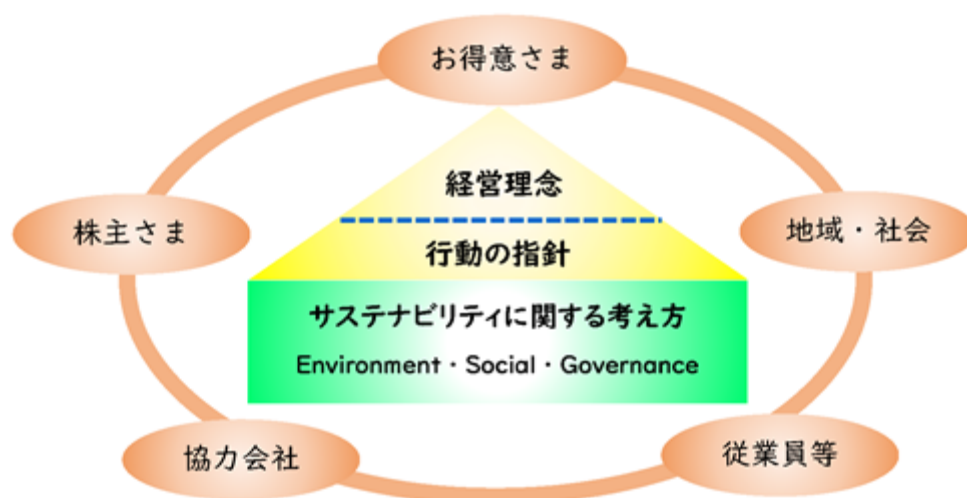 お得意さま
経営理念
株主さま
地域・社会
行動の指針
サステナビリティに関する考え方
Environment・Social・Governance
協力会社
従業員等